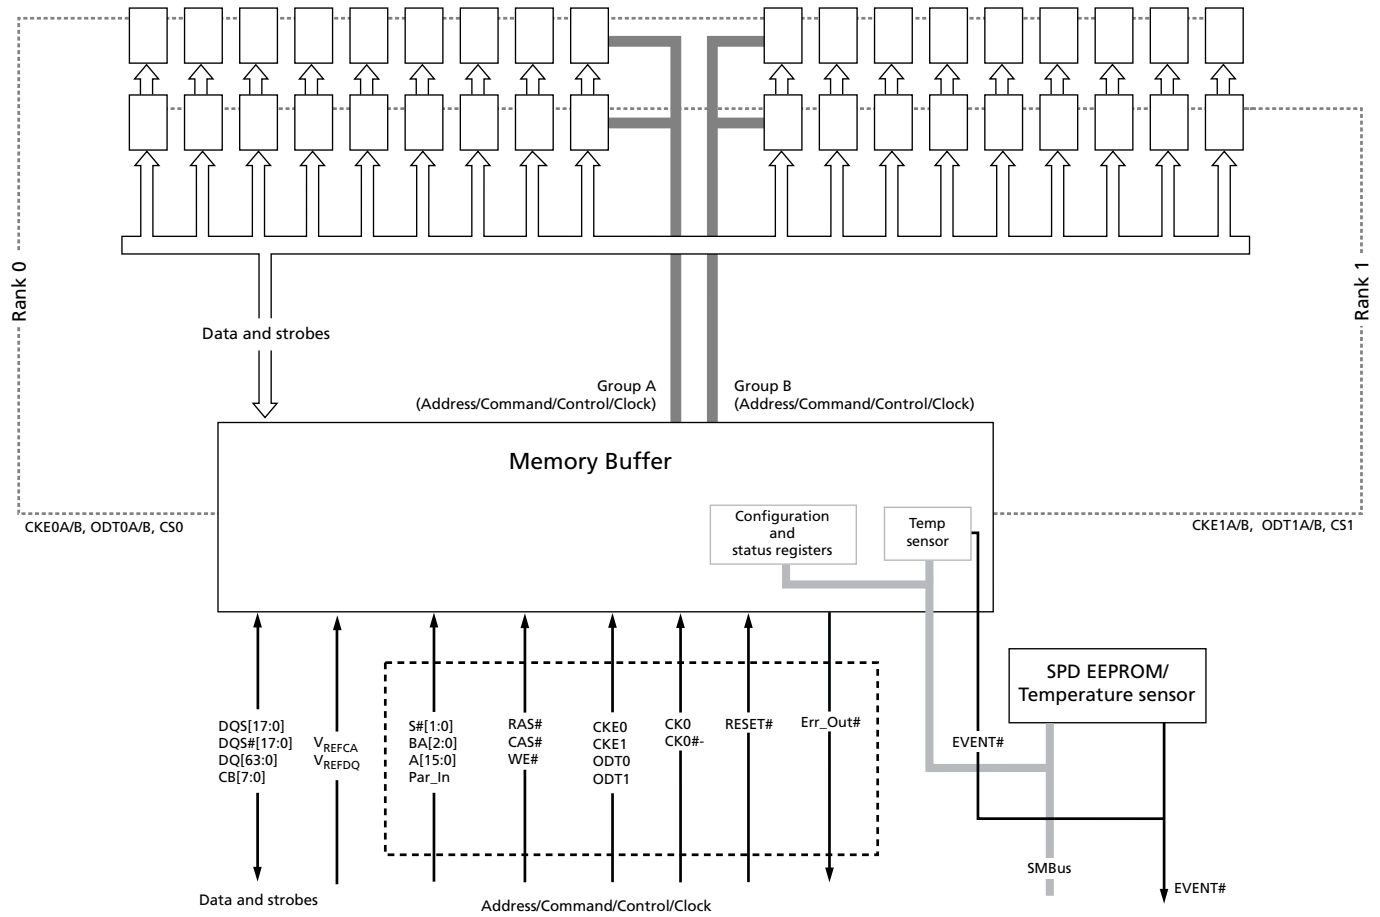 Rank 0
Rank 1
Data and strobes
Group A
(Address/Command/Control/Clock)
Group B
(Address/Command/Control/Clock)
Memory Buffer
CKE0A/B, ODT0A/B, CS0
CKE1A/B, ODT1A/B, CS1
Configuration
and
status registers
Temp
sensor
SPD EEPROM/
Temperature sensor
DQS[17:0]
DQS#[17:0]
DQ[63:0]
CB[7:0]
VREFCA
VREFDQ
S#[1:0]
BA[2:0]
A[15:0]
Par_In
RAS#
CAS#
WE#
CKE0
CKE1
ODT0
ODT1
CK0
CK0#-
RESET#
Err_Out#
EVENT#
SMBus
EVENT#
Data and strobes
Address/Command/Control/Clock